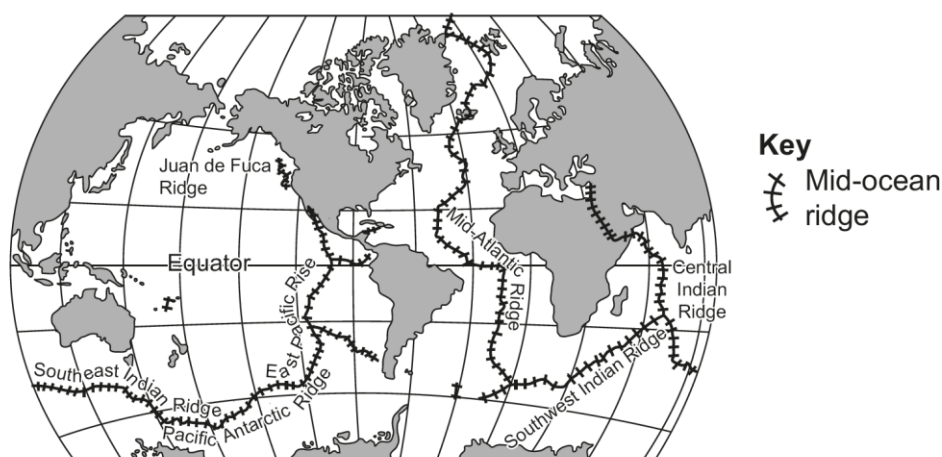 Juan de Fuca
Ridge
Equator
Mid-Atlantic
Ridge
East Pacific Rise
Central
Indian
Ridge
Southeast Indian Ridge
Pacific Antarctic Ridge
Southwest Indian Ridge
Key
Mid-ocean
ridge